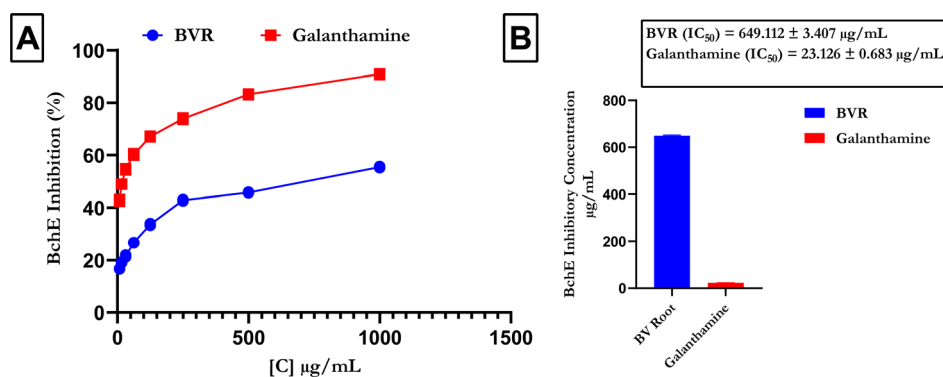 A
BVR
Galanthamine
BchE Inhibition (%)
100
80
60
40
20
0
0
500
1000
1500
[C] µg/mL
B
BVR (IC₅₀) = 649.112 ± 3.407 µg/mL
Galanthamine (IC₅₀) = 23.126 ± 0.683 µg/mL
BVR
Galanthamine
BchE Inhibitory Concentration
µg/mL
800
600
400
200
0
BV Root
Galanthamine